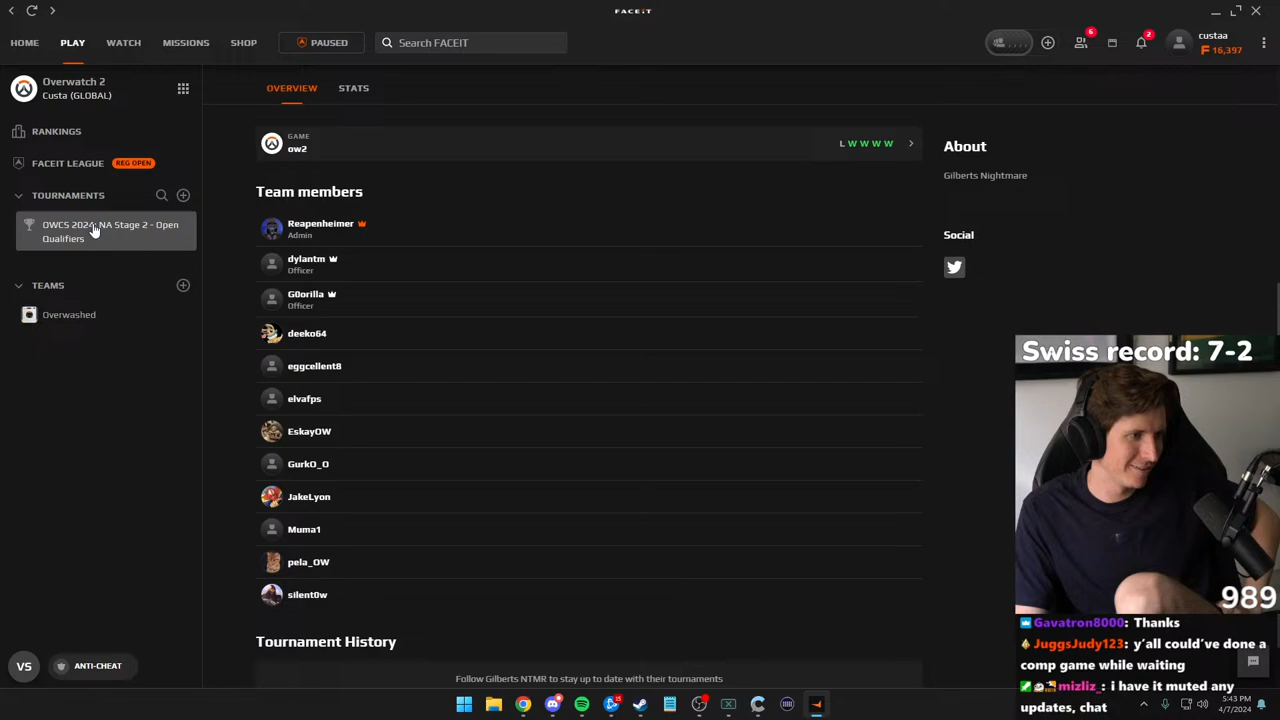 FACEIT
HOME
PLAY
WATCH
MISSIONS
SHOP
PAUSED
Search FACEIT
6
2
custaa
16,397
Overwatch 2
Custa (GLOBAL)
RANKINGS
FACEIT LEAGUE
REG OPEN
TOURNAMENTS
OWCS 2024: NA Stage 2 - Open
Qualifiers
TEAMS
Overwashed
VS
ANTI-CHEAT
OVERVIEW
STATS
GAME
ow2
L W W W W
Team members
Reapenheimer
Admin
dylantm
Officer
G0orilla
Officer
deeko64
eggcellent8
elvafps
EskayOW
GurkO_O
JakeLyon
Muma1
pela_OW
silent0w
Tournament History
Follow Gilberts NTMR to stay up to date with their tournaments
About
Gilberts Nightmare
Social
Swiss record: 7-2
989
Gavatron8000: Thanks
JuggsJudy123: y'all could've done a
comp game while waiting
mizliz_: i have it muted any
updates, chat
15
5:43 PM
4/7/2024